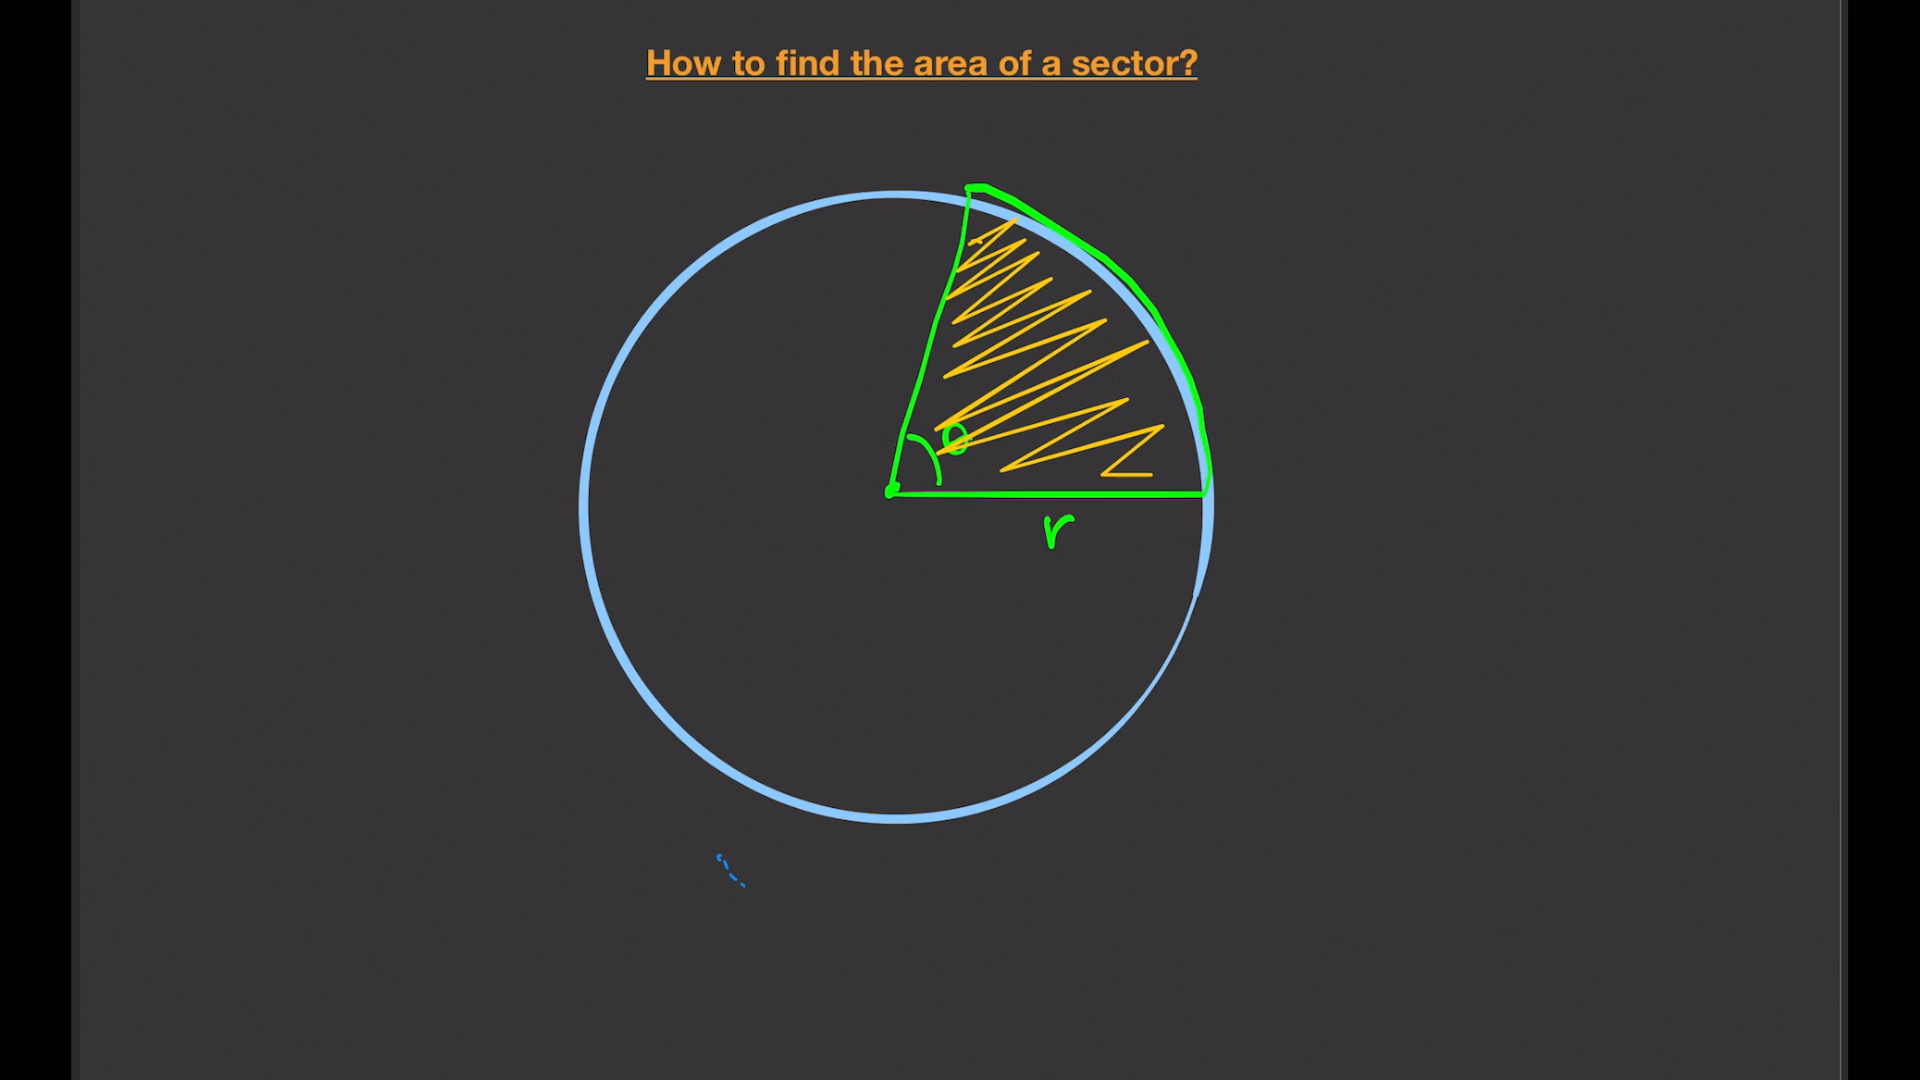 How to find the area of a sector?
θ
r